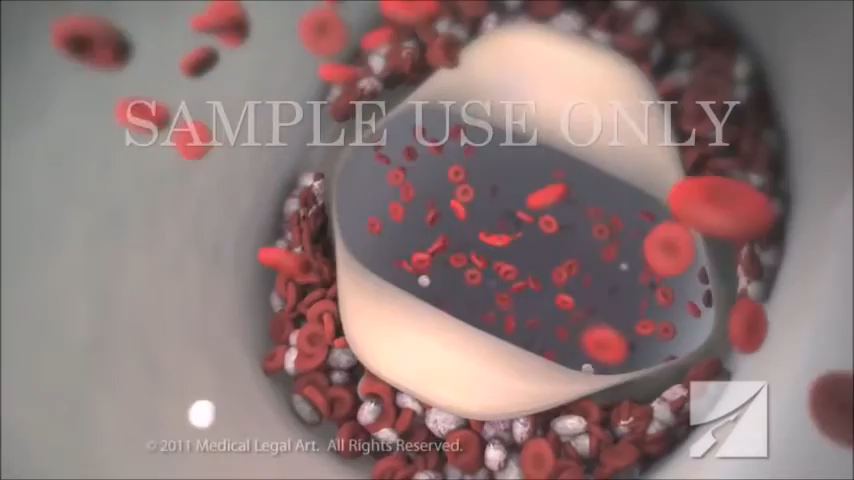 SAMPLE USE ONLY
© 2011 Medical Legal Art. All Rights Reserved.